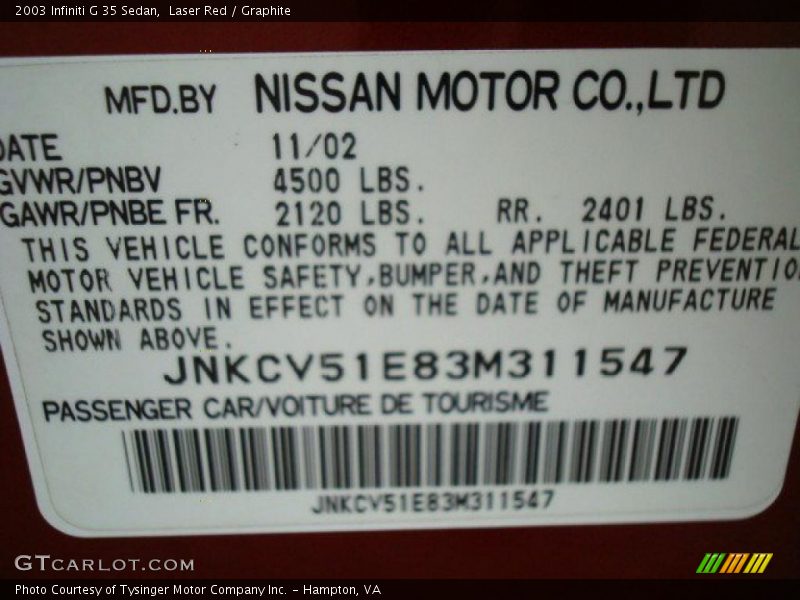 2003 Infiniti G 35 Sedan,  Laser Red / Graphite
MFD.BY NISSAN MOTOR CO.,LTD
DATE 11/02
GVWR/PNBV 4500 LBS.
GAWR/PNBE FR. 2120 LBS. RR. 2401 LBS.
THIS VEHICLE CONFORMS TO ALL APPLICABLE FEDERAL
MOTOR VEHICLE SAFETY,BUMPER,AND THEFT PREVENTIO
STANDARDS IN EFFECT ON THE DATE OF MANUFACTURE
SHOWN ABOVE.
JNKCV51E83M311547
PASSENGER CAR/VOITURE DE TOURISME
JNKCV51E83M311547
GTCARLOT.COM
Photo Courtesy of Tysinger Motor Company Inc. - Hampton, VA